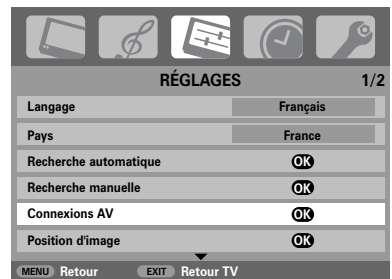 RÉGLAGES 1/2
Langage Français
Pays France
Recherche automatique OK
Recherche manuelle OK
Connexions AV OK
Position d'image OK
MENU Retour EXIT Retour TV